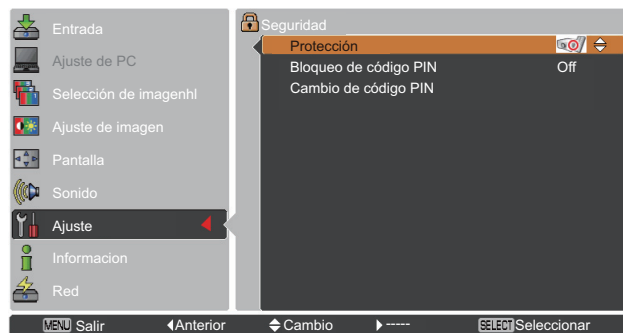 Entrada
Ajuste de PC
Selección de imagenhl
Ajuste de imagen
Pantalla
Sonido
Ajuste
Informacion
Red
Seguridad
Protección
Bloqueo de código PIN Off
Cambio de código PIN
MENU Salir Anterior Cambio ----- SELECT Seleccionar